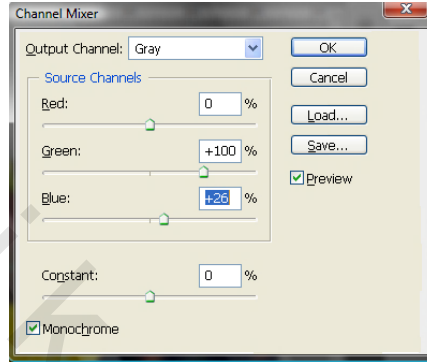 Channel Mixer
Output Channel: Gray
OK
Source Channels
Cancel
Red: 0 %
Load...
Green: +100 %
Save...
Preview
Blue: +26 %
Constant: 0 %
Monochrome